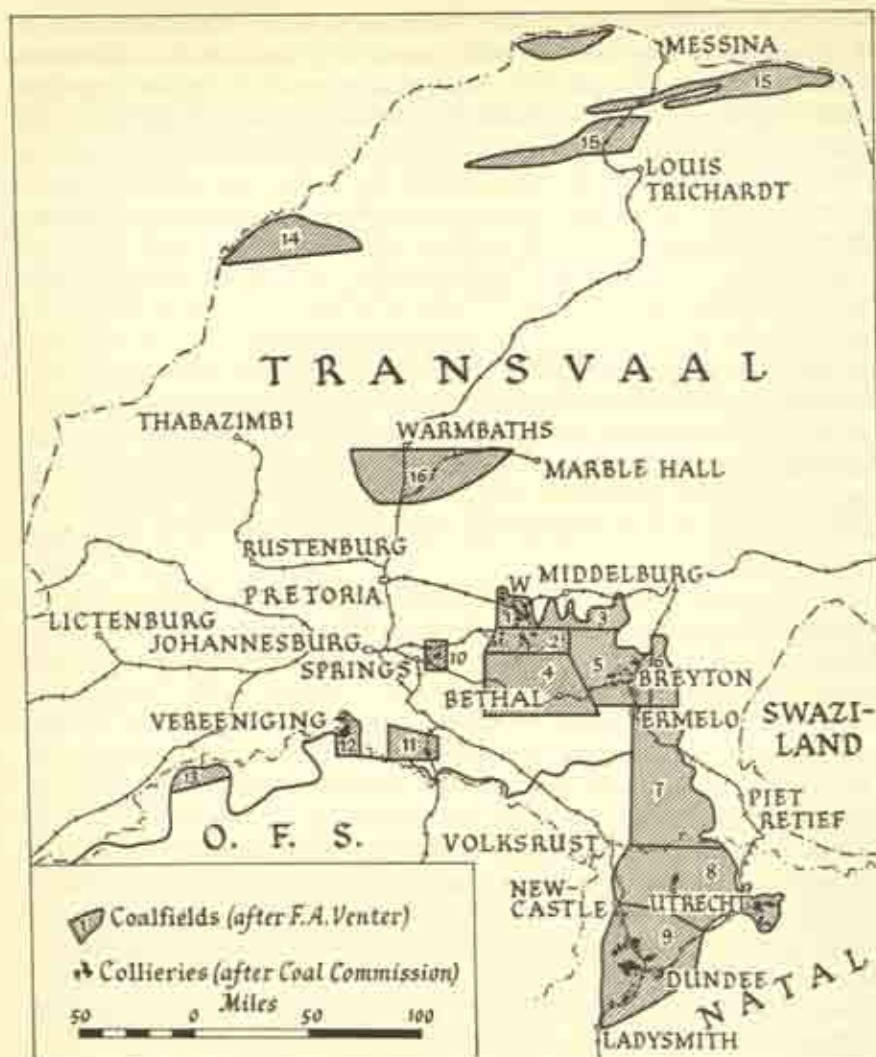 MESSINA
15
15
LOUIS
TRICHARDT
14
TRANSVAAL
THABAZIMBI
WARMBATHS
16
MARBLE HALL
RUSTENBURG
PRETORIA
W
MIDDELBURG
1
3
LICTENBURG
JOHANNESBURG
SPRINGS
10
2
4
5
6
BREYTON
BETHAL
ERMELO
SWAZI-
LAND
VEREENIGING
12
11
13
7
PIET
RETIEF
O. F. S.
VOLKSRUST
8
NEW-
CASTLE
UTRECHT
9
DUNDEE
NATAL
LADYSMITH
Coalfields (after F.A.Venter)
Collieries (after Coal Commission)
Miles
50 0 50 100